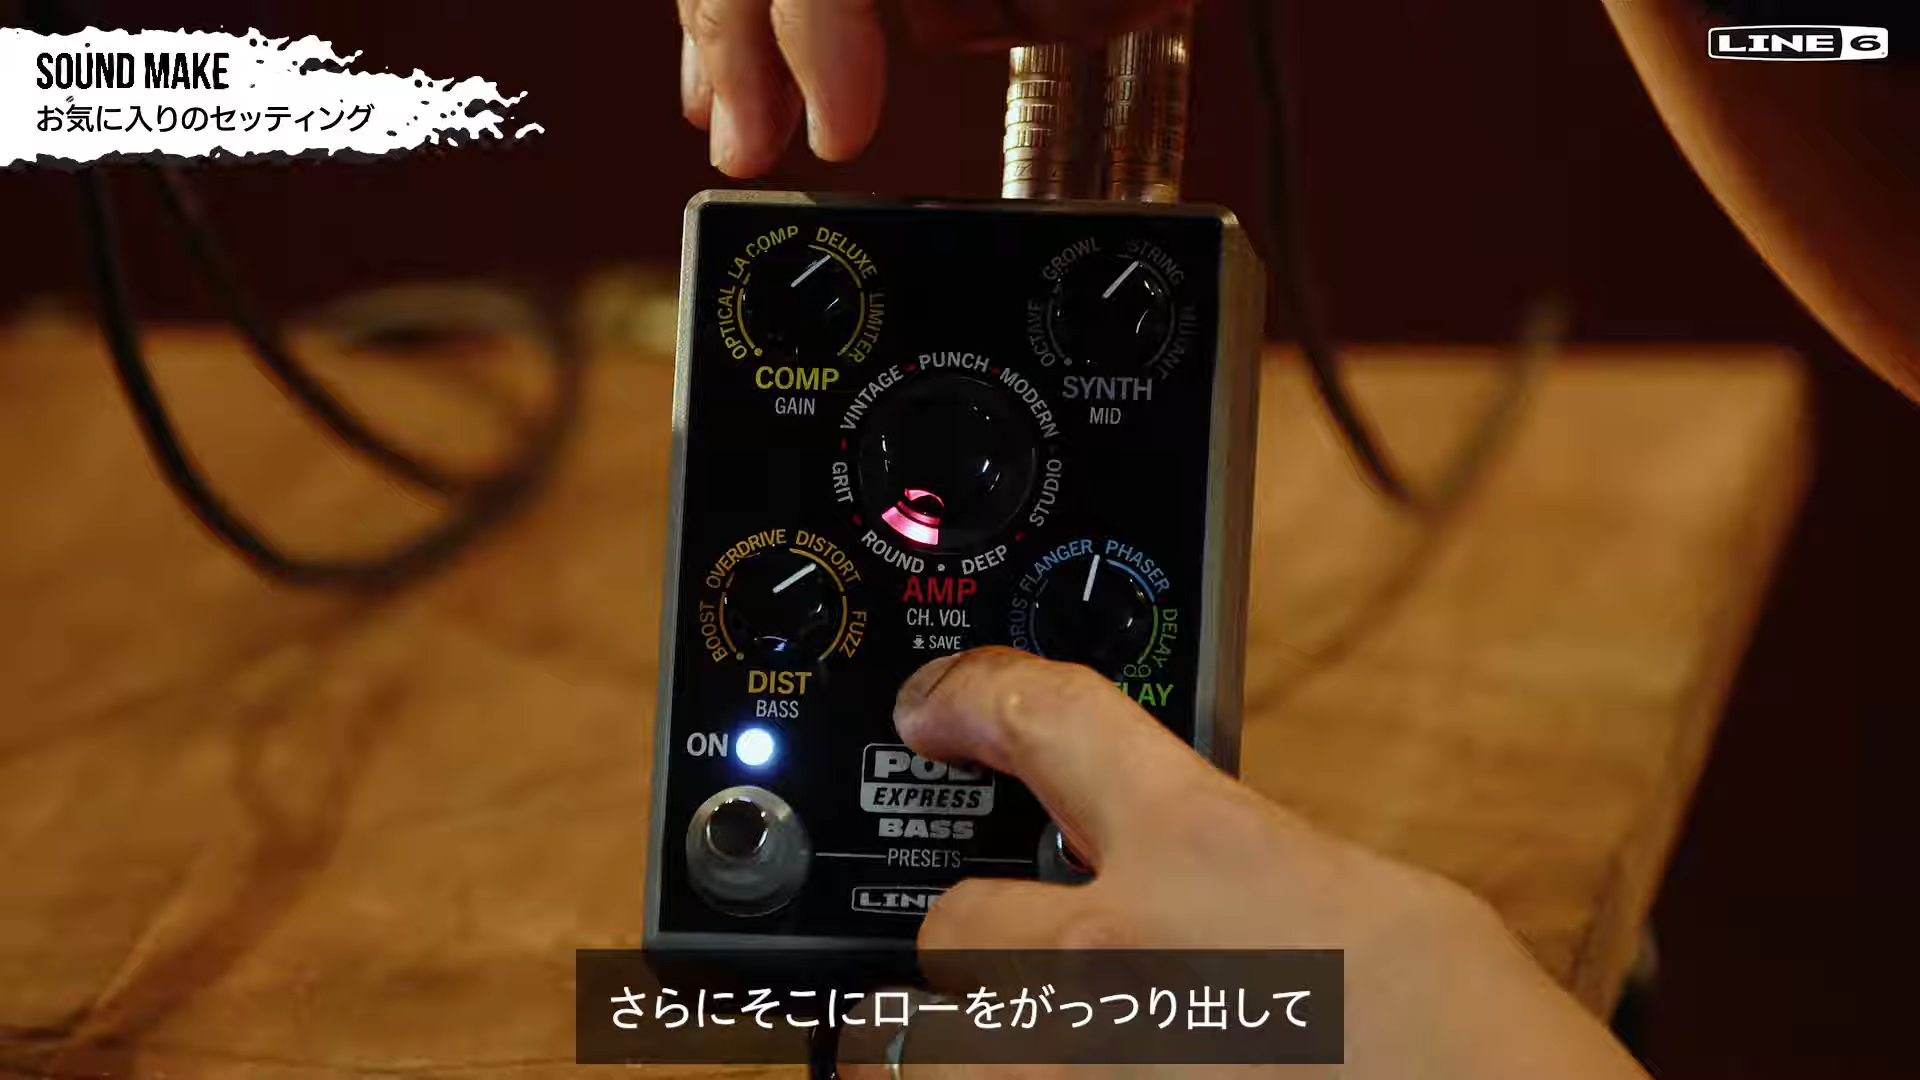 SOUND MAKE
お気に入りのセッティング
LINE 6
OPTICAL LA COMP DELUXE LIMITER
COMP
GAIN
OCTAVE GROWL STRING MUTANT
SYNTH
MID
GRIT VINTAGE PUNCH MODERN STUDIO
ROUND DEEP
AMP
CH. VOL
SAVE
BOOST OVERDRIVE DISTORT FUZZ
DIST
BASS
FLANGER PHASER DELAY
ON
EXPRESS
BASS
PRESETS
さらにそこにローをがっつり出して